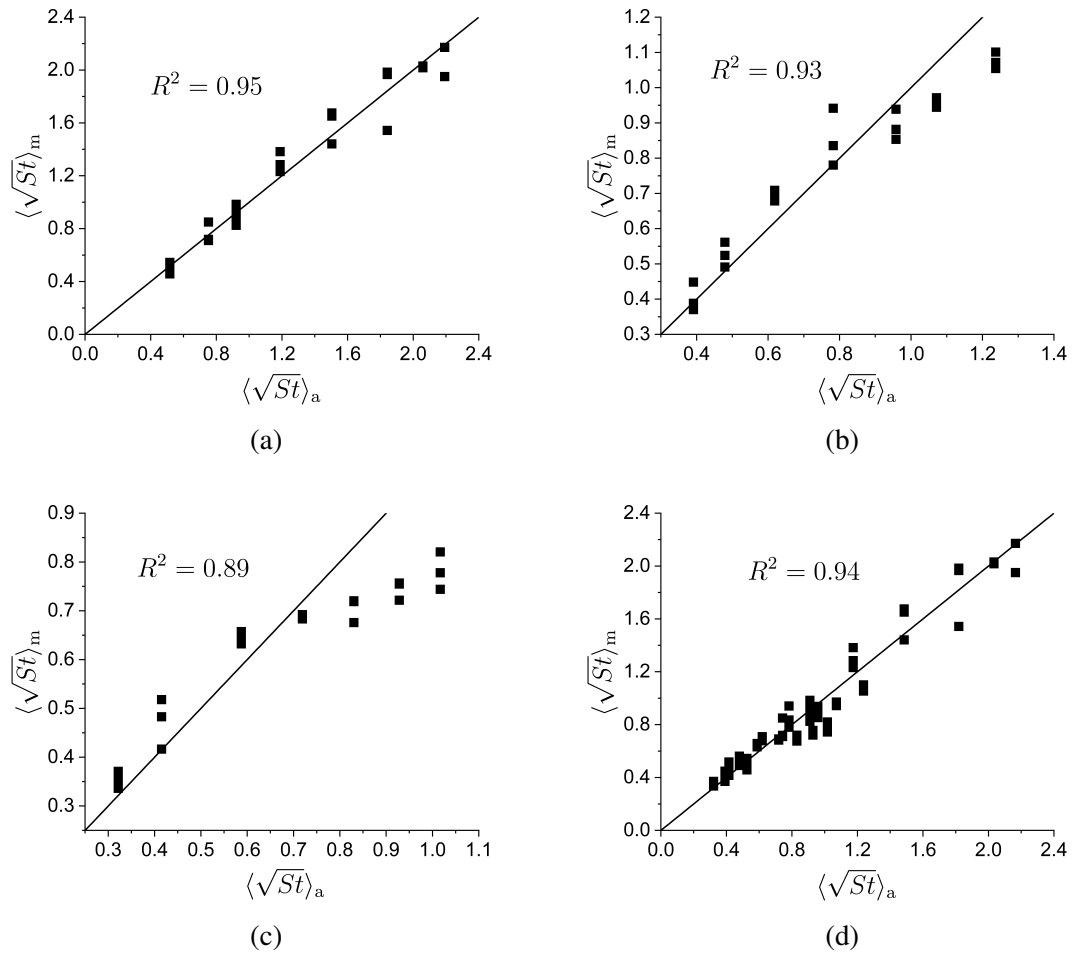 2.4
2.0
1.6
1.2
0.8
0.4
0.0
⟨√St⟩m
R² = 0.95
0.0 0.4 0.8 1.2 1.6 2.0 2.4
⟨√St⟩a
(a)
1.2
1.1
1.0
0.9
0.8
0.7
0.6
0.5
0.4
0.3
⟨√St⟩m
R² = 0.93
0.4 0.6 0.8 1.0 1.2 1.4
⟨√St⟩a
(b)
0.9
0.8
0.7
0.6
0.5
0.4
0.3
⟨√St⟩m
R² = 0.89
0.3 0.4 0.5 0.6 0.7 0.8 0.9 1.0 1.1
⟨√St⟩a
(c)
2.4
2.0
1.6
1.2
0.8
0.4
0.0
⟨√St⟩m
R² = 0.94
0.0 0.4 0.8 1.2 1.6 2.0 2.4
⟨√St⟩a
(d)